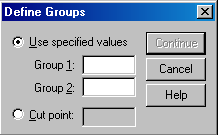 Define Groups
Use specified values
Continue
Group 1:
Cancel
Group 2:
Help
Cut point: